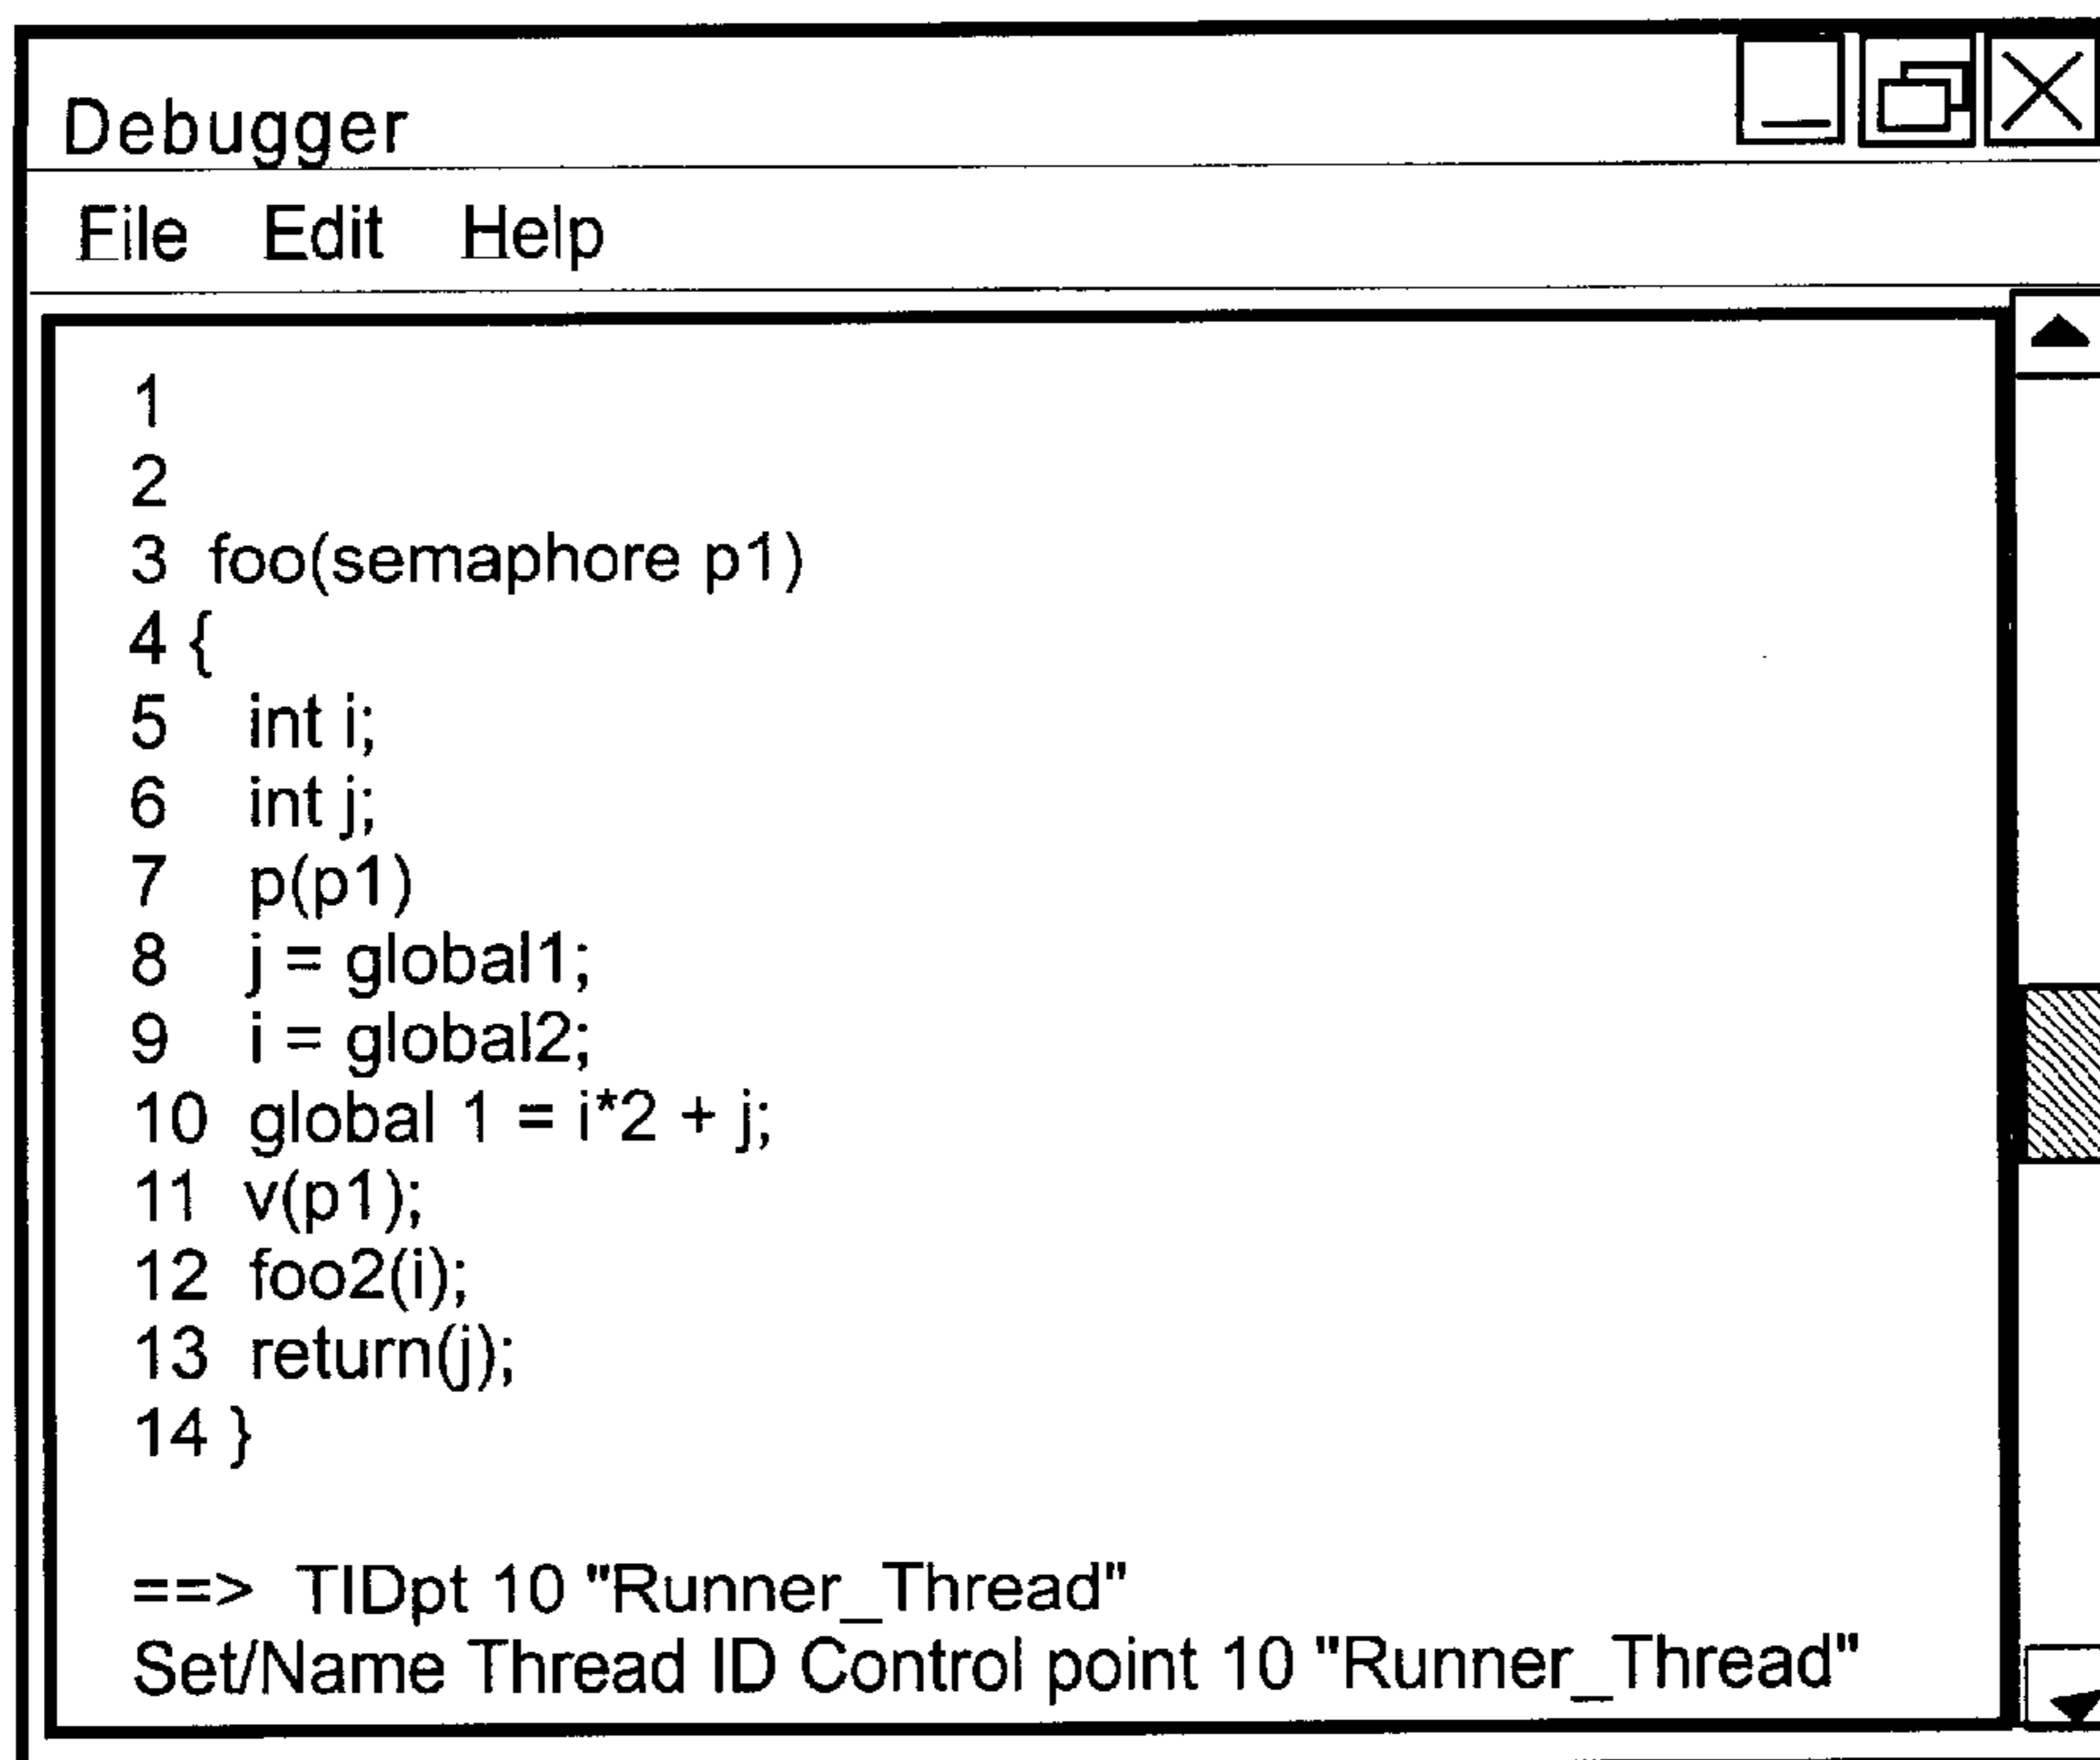 Debugger
File Edit Help
1
2
3 foo(semaphore p1)
4 {
5 int i;
6 int j;
7 p(p1)
8 j = global1;
9 i = global2;
10 global 1 = i*2 + j;
11 v(p1);
12 foo2(i);
13 return(j);
14 }
==> TIDpt 10 "Runner_Thread"
Set/Name Thread ID Control point 10 "Runner_Thread"